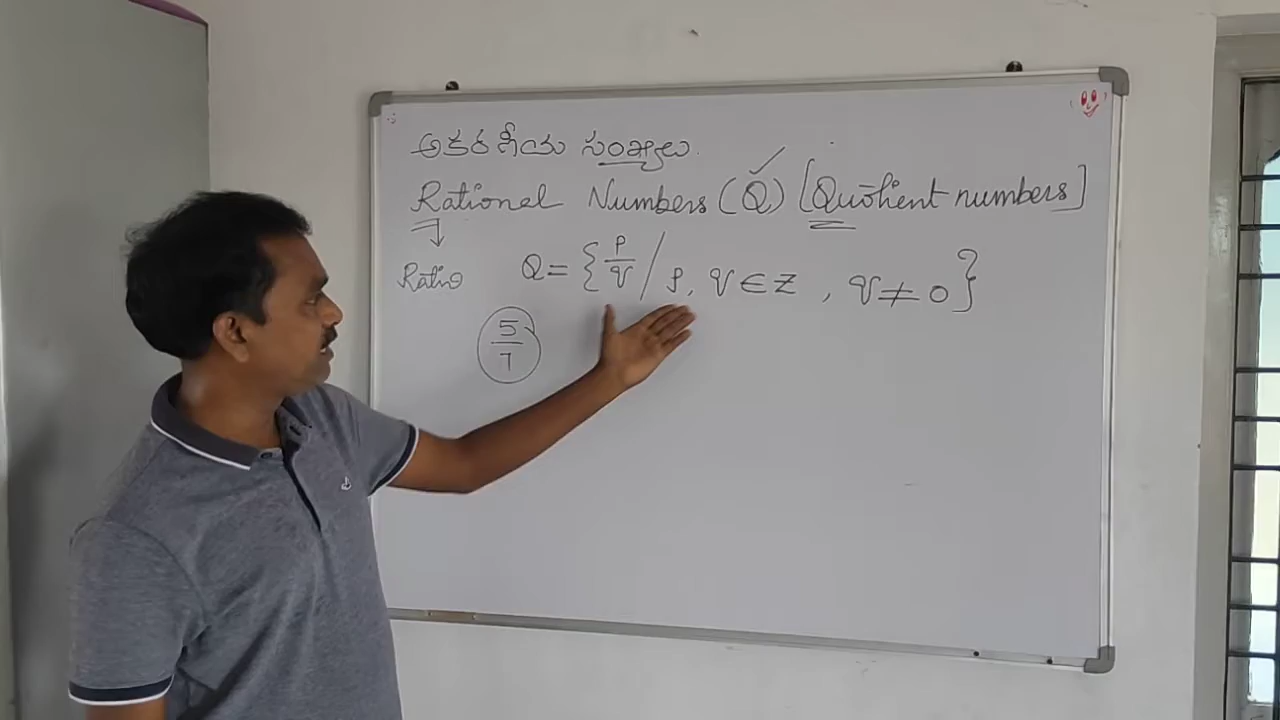 అకరణీయ సంఖ్యలు.
Rational Numbers (Q) [Quotient numbers]
Ratio
Q = {p/q / p, q ∈ Z, q ≠ 0}
5/7